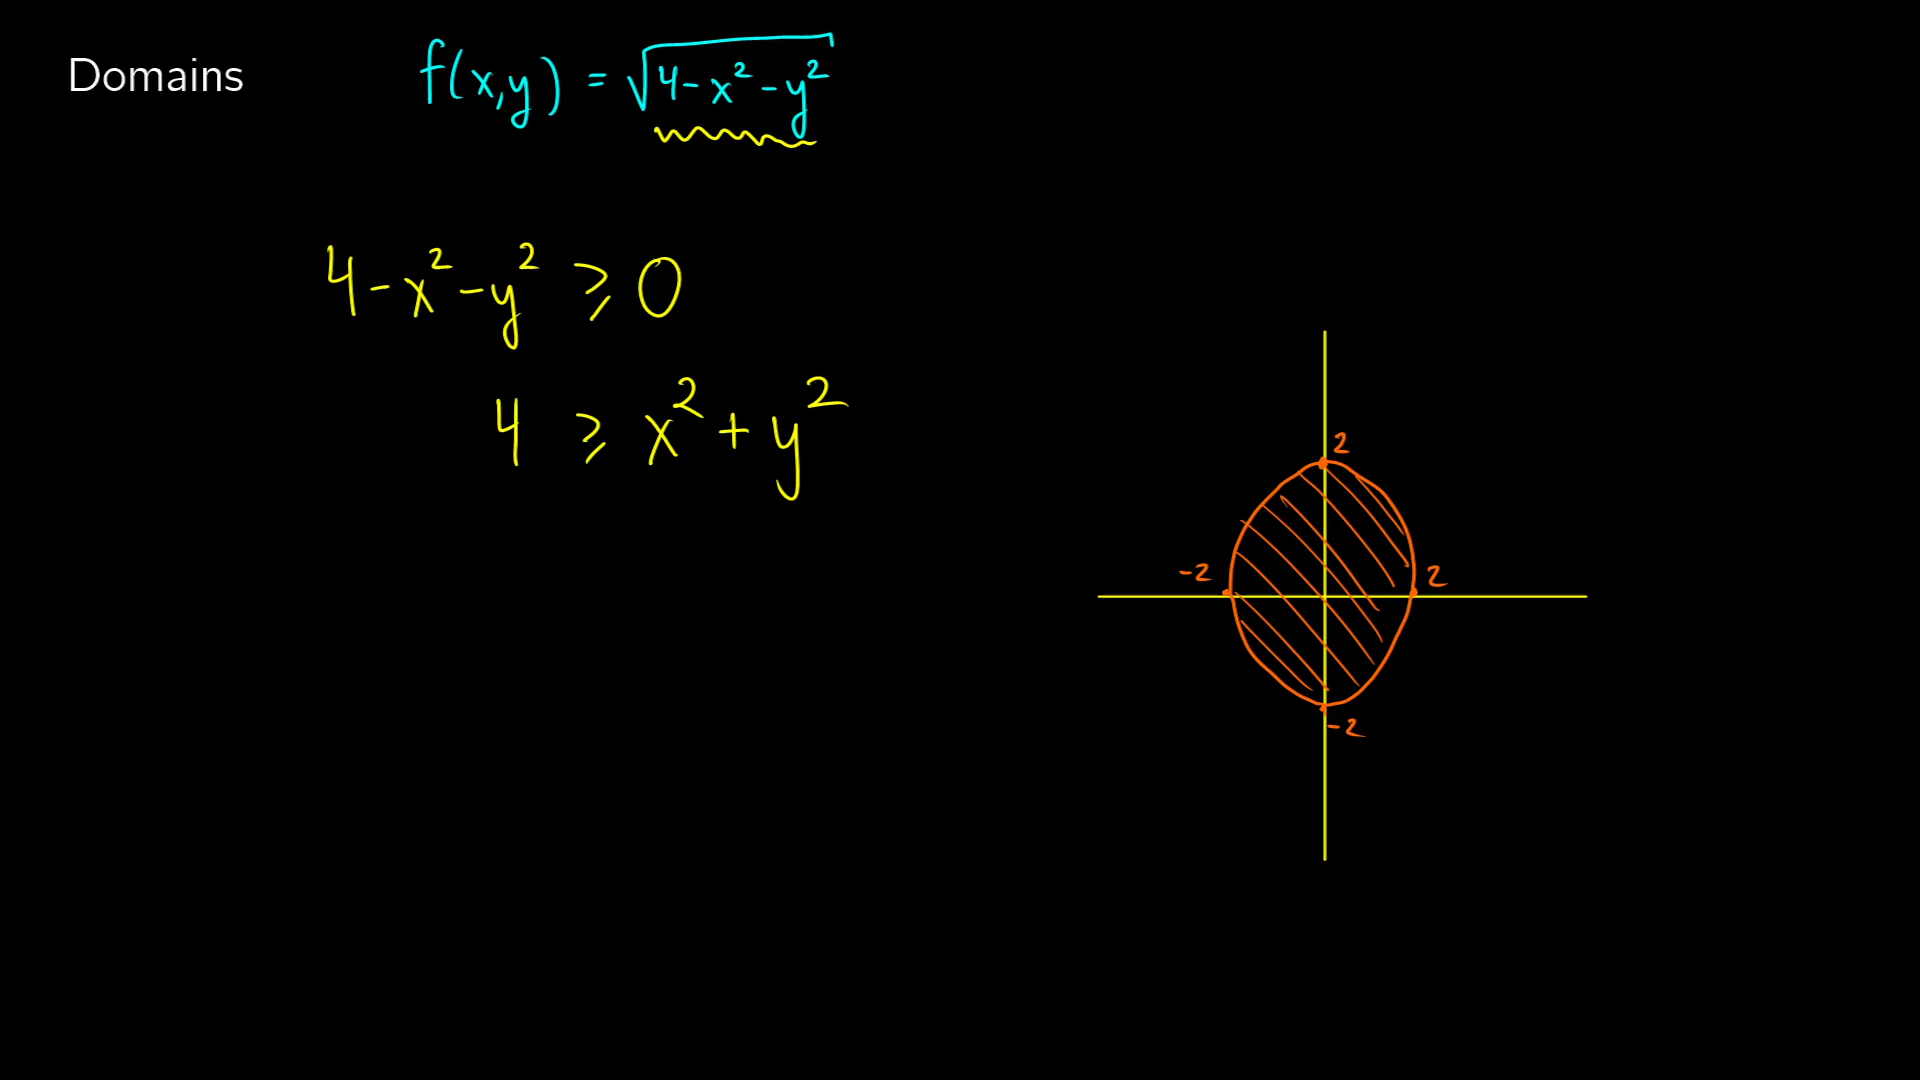 Domains
f(x,y) = √4-x²-y²
4-x²-y² ⩾ 0
4 ⩾ x² + y²
2
-2
2
-2